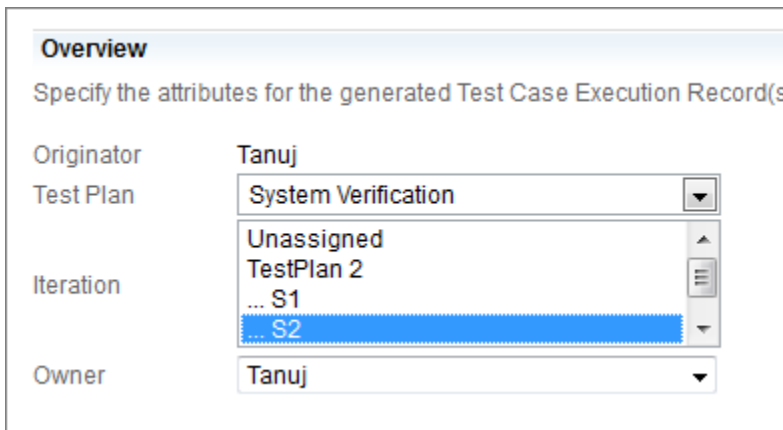 Overview
Specify the attributes for the generated Test Case Execution Record(s
Originator Tanuj
Test Plan System Verification
Iteration
Unassigned
TestPlan 2
... S1
... S2
Owner Tanuj